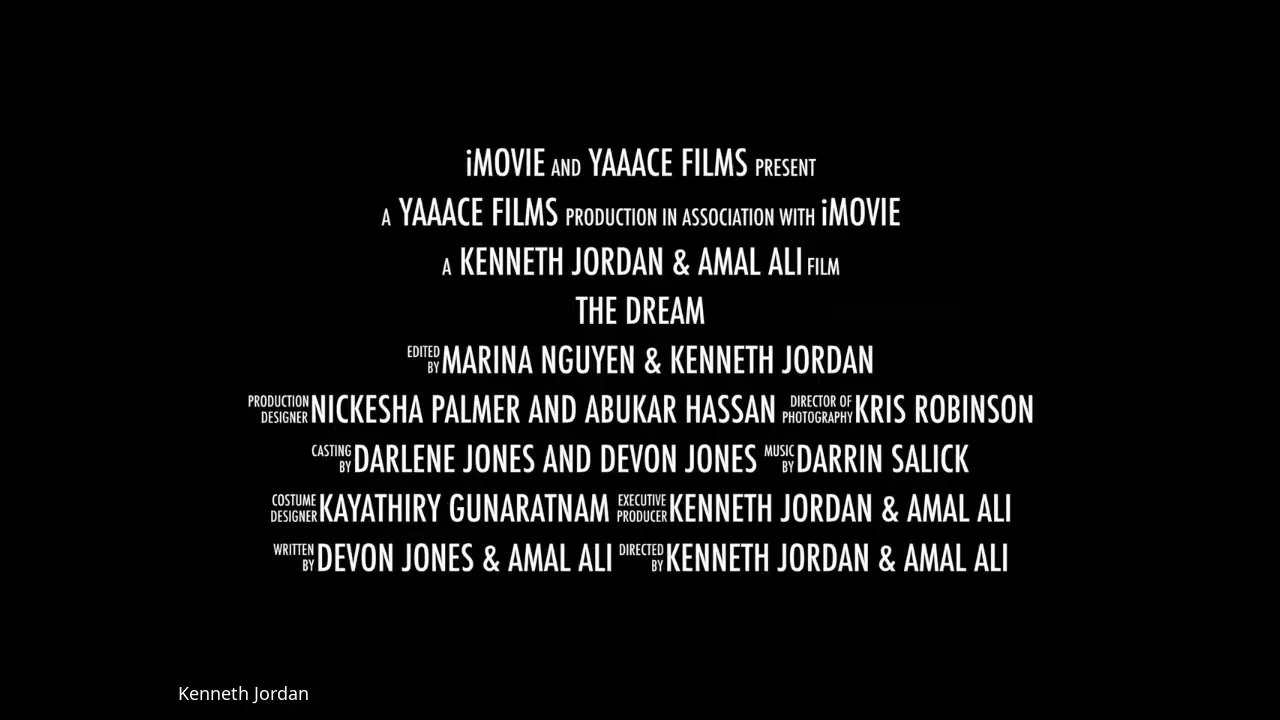 iMOVIE AND YAAACE FILMS PRESENT
A YAAACE FILMS PRODUCTION IN ASSOCIATION WITH iMOVIE
A KENNETH JORDAN & AMAL ALI FILM
THE DREAM
EDITED BY MARINA NGUYEN & KENNETH JORDAN
PRODUCTION DESIGNER NICKESHA PALMER AND ABUKAR HASSAN DIRECTOR OF PHOTOGRAPHY KRIS ROBINSON
CASTING BY DARLENE JONES AND DEVON JONES MUSIC BY DARRIN SALICK
COSTUME DESIGNER KAYATHIRY GUNARATNAM EXECUTIVE PRODUCER KENNETH JORDAN & AMAL ALI
WRITTEN BY DEVON JONES & AMAL ALI DIRECTED BY KENNETH JORDAN & AMAL ALI
Kenneth Jordan